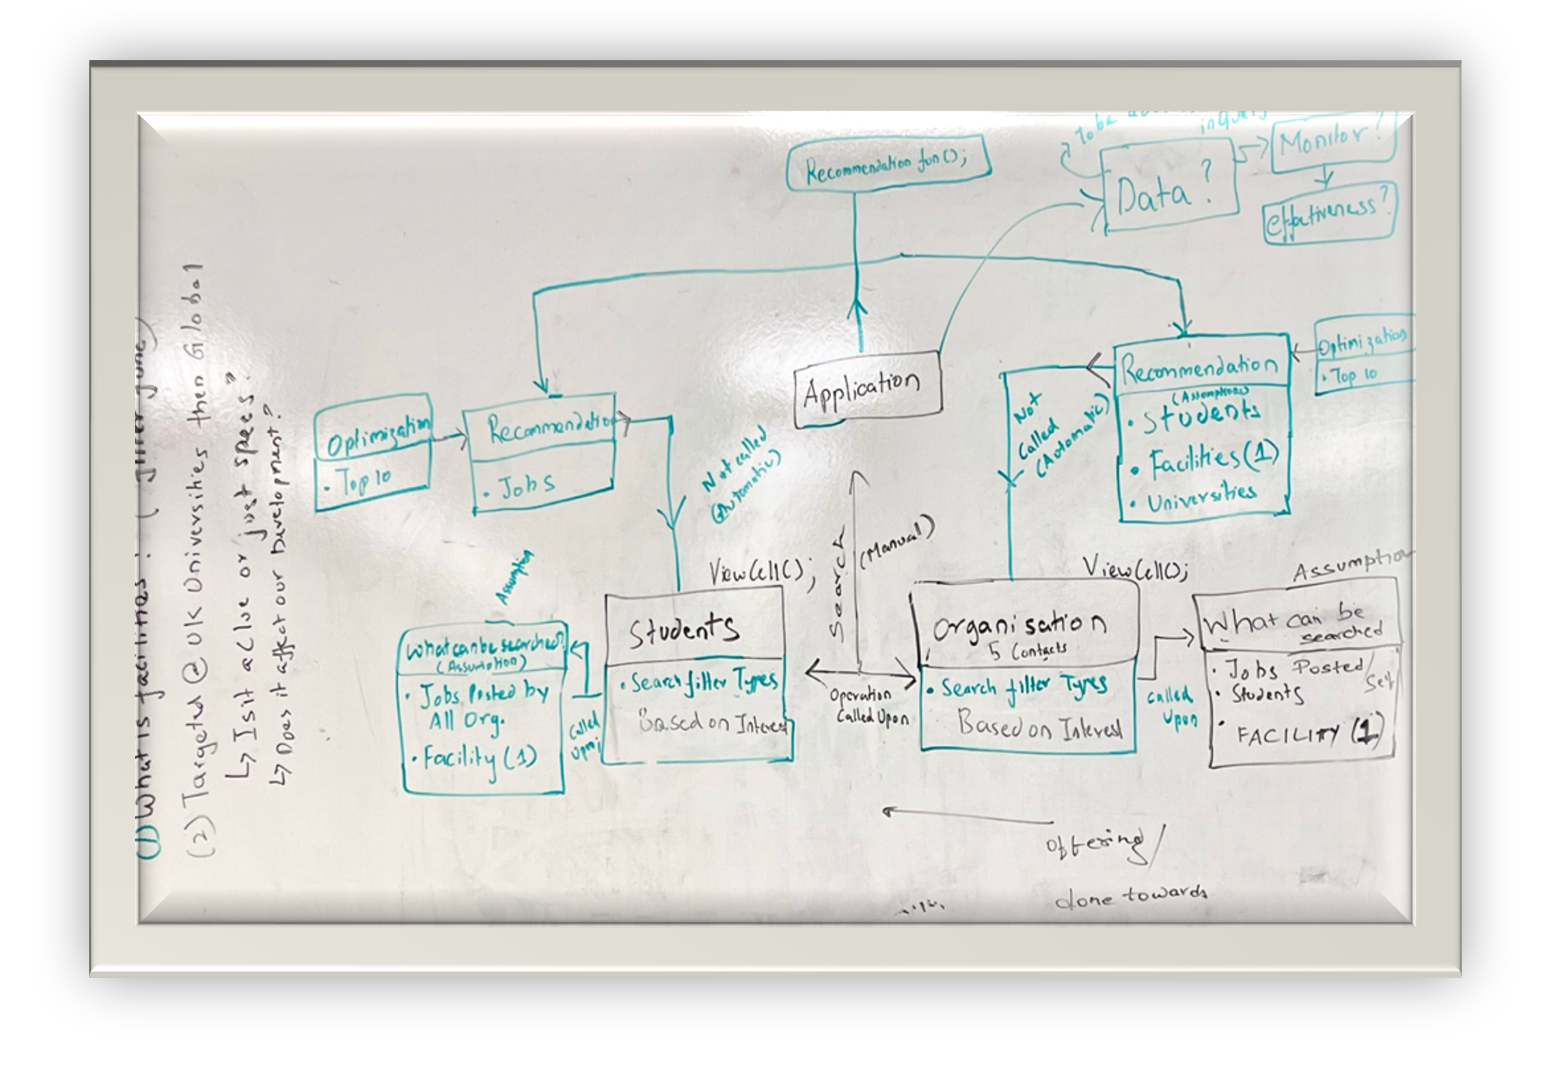 Recommendation fun();
Data?
Monitor?
effectiveness?
Application
Optimization
• Top 10
Recommendation
• Jobs
Not called
(Automatic)
Recommendation
(Assumptions)
• Students
• Facilities (1)
• Universities
Optimization
• Top 10
Not
Called
(Automatic)
Search
(Manual)
ViewCell();
Students
• Search filter Types
Based on Interest
Assumption
What can be searched?
(Assumption)
• Jobs Posted by
All Org.
• Facility (1)
Called
Upon
Operation
Called Upon
ViewCell();
Organisation
5 Contacts
• Search filter Types
Based on Interest
Called
Upon
Assumption
What can be
searched
• Jobs Posted/
Self
• Students
• FACILITY (1)
offering/
done towards
(1) What is facilities?
(2) Targeted @ UK Universities then Global
↳ Is it a clue or just specs?
↳ Does it affect our Development?